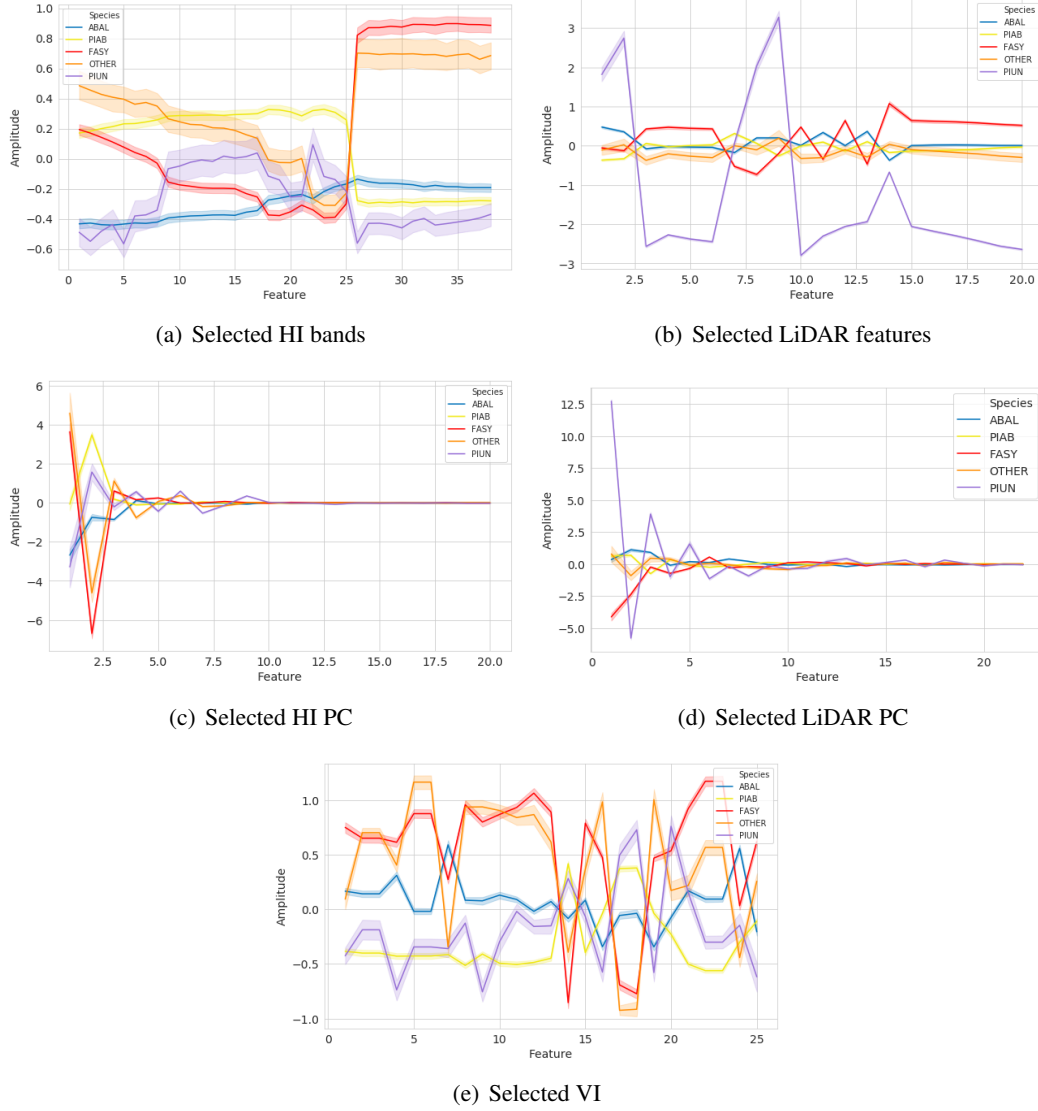 1.0
0.8
0.6
0.4
0.2
0.0
−0.2
−0.4
−0.6
Amplitude
0 5 10 15 20 25 30 35
Feature
Species
ABAL
PIAB
FASY
OTHER
PIUN
(a) Selected HI bands
3
2
1
0
−1
−2
−3
Amplitude
2.5 5.0 7.5 10.0 12.5 15.0 17.5 20.0
Feature
Species
ABAL
PIAB
FASY
OTHER
PIUN
(b) Selected LiDAR features
6
4
2
0
−2
−4
−6
Amplitude
2.5 5.0 7.5 10.0 12.5 15.0 17.5 20.0
Feature
Species
ABAL
PIAB
FASY
OTHER
PIUN
(c) Selected HI PC
12.5
10.0
7.5
5.0
2.5
0.0
−2.5
−5.0
Amplitude
0 5 10 15 20
Feature
Species
ABAL
PIAB
FASY
OTHER
PIUN
(d) Selected LiDAR PC
1.0
0.5
0.0
−0.5
−1.0
Amplitude
0 5 10 15 20 25
Feature
Species
ABAL
PIAB
FASY
OTHER
PIUN
(e) Selected VI